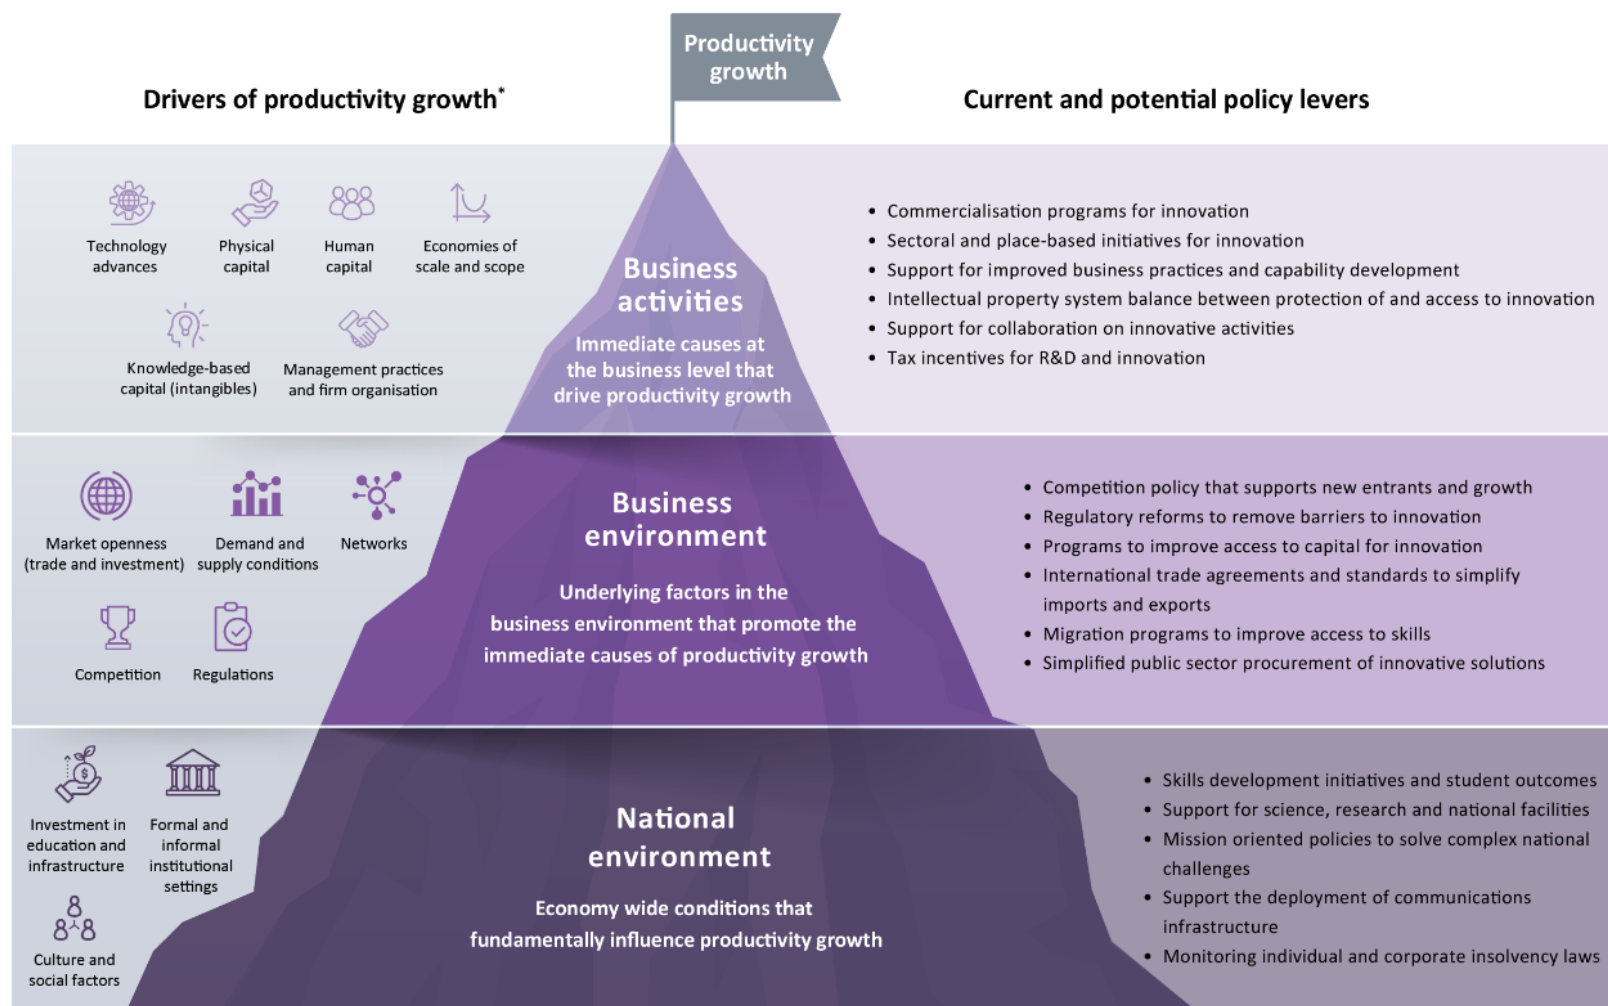 Productivity
growth
Drivers of productivity growth*
Current and potential policy levers
Technology
advances
Physical
capital
Human
capital
Economies of
scale and scope
Knowledge-based
capital (intangibles)
Management practices
and firm organisation
Business
activities
Immediate causes at
the business level that
drive productivity growth
• Commercialisation programs for innovation
• Sectoral and place-based initiatives for innovation
• Support for improved business practices and capability development
• Intellectual property system balance between protection of and access to innovation
• Support for collaboration on innovative activities
• Tax incentives for R&D and innovation
Market openness
(trade and investment)
Demand and
supply conditions
Networks
Competition
Regulations
Business
environment
Underlying factors in the
business environment that promote the
immediate causes of productivity growth
• Competition policy that supports new entrants and growth
• Regulatory reforms to remove barriers to innovation
• Programs to improve access to capital for innovation
• International trade agreements and standards to simplify
imports and exports
• Migration programs to improve access to skills
• Simplified public sector procurement of innovative solutions
$
Investment in
education and
infrastructure
Formal and
informal
institutional
settings
Culture and
social factors
National
environment
Economy wide conditions that
fundamentally influence productivity growth
• Skills development initiatives and student outcomes
• Support for science, research and national facilities
• Mission oriented policies to solve complex national
challenges
• Support the deployment of communications
infrastructure
• Monitoring individual and corporate insolvency laws